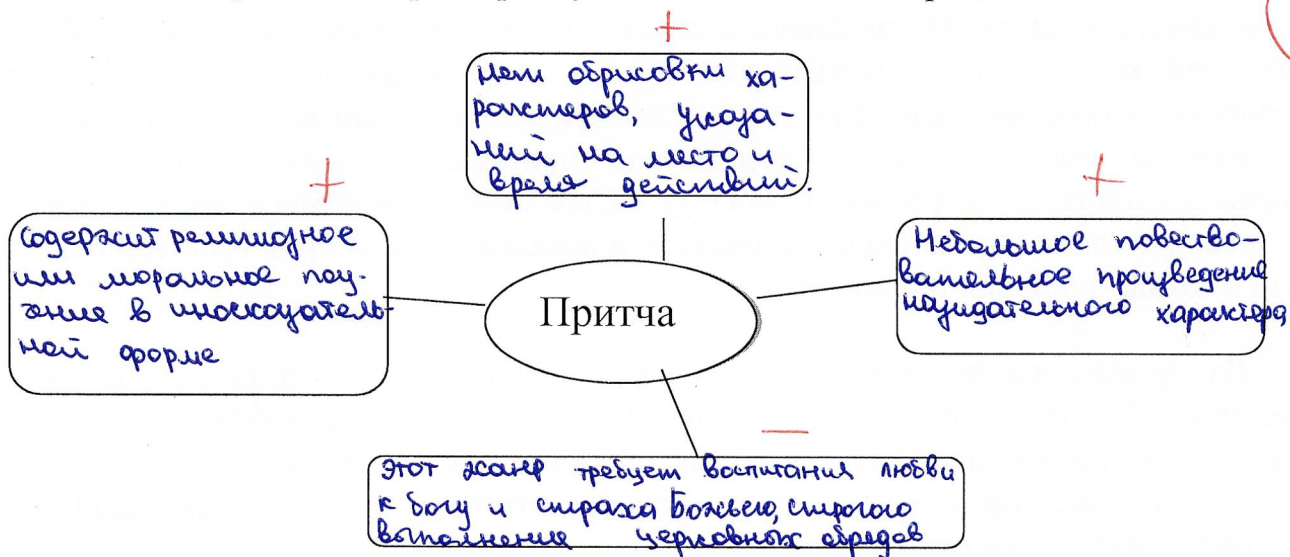 +
нет обрисовки ха-
рактеров, указа-
ний на место и
время действий.
+
содержит религиозное
или моральное поу-
чение в иносказатель-
ной форме
+
Небольшое повество-
вательное произведение
назидательного характера
Притча
—
этот жанр требует воспитания любви
к богу и страха Божьего, строгого
выполнения церковных обрядов